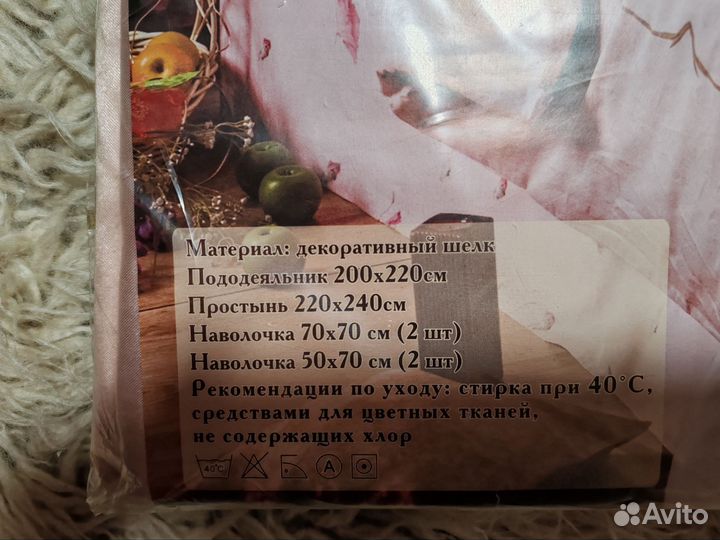 Материал: декоративный шелк
Пододеяльник 200х220см
Простынь 220х240см
Наволочка 70х70 см (2 шт)
Наволочка 50х70 см (2 шт)
Рекомендации по уходу: стирка при 40°С,
средствами для цветных тканей,
не содержащих хлор
40°C A
Avito